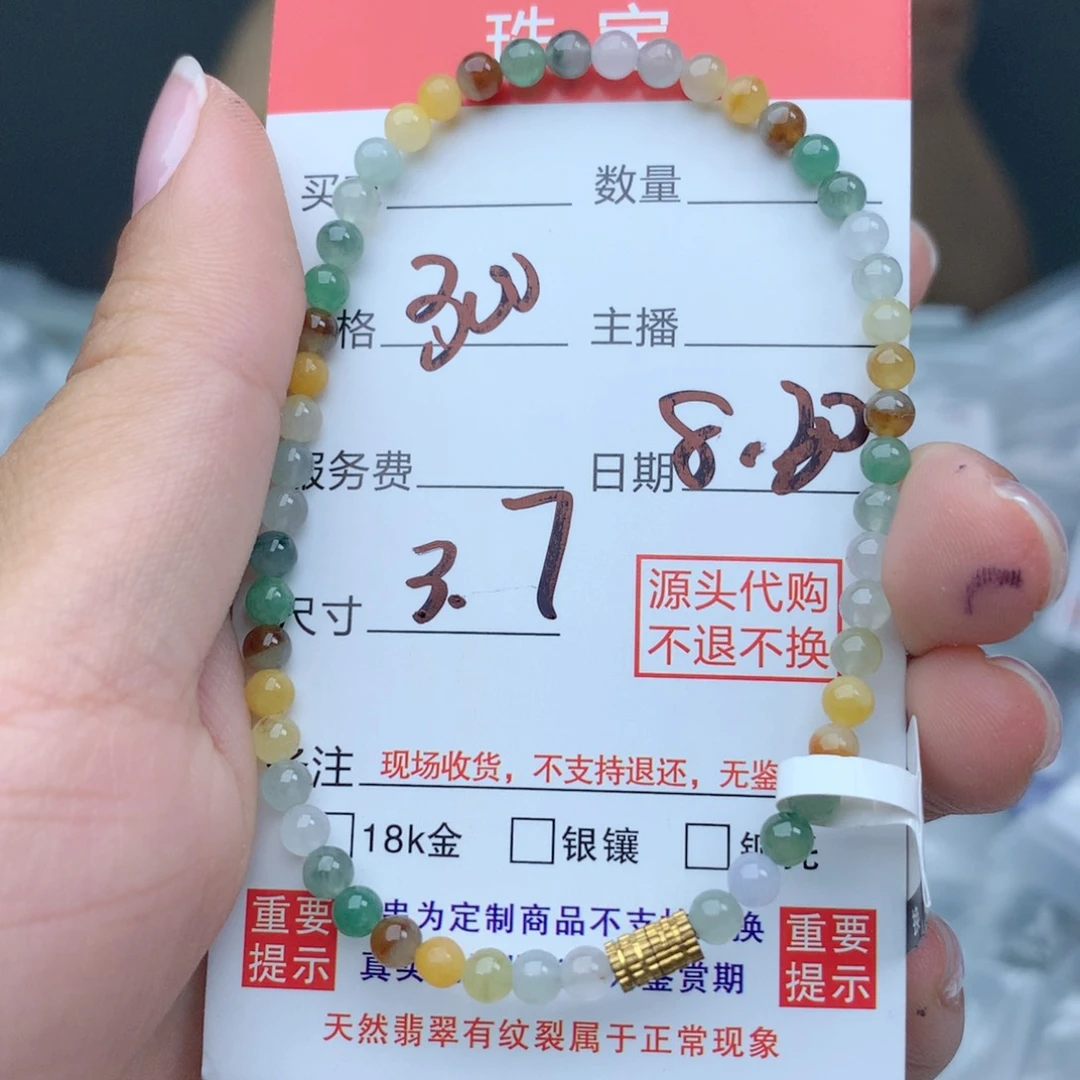 珠宝
买 数量
格 300 主播
服务费 日期 8.30
尺寸 3.7
源头代购
不退不换
注 现场收货，不支持退还，无鉴
18k金 银镶
重要
提示
为定制商品不支 换
真 鉴赏期
重要
提示
天然翡翠有纹裂属于正常现象